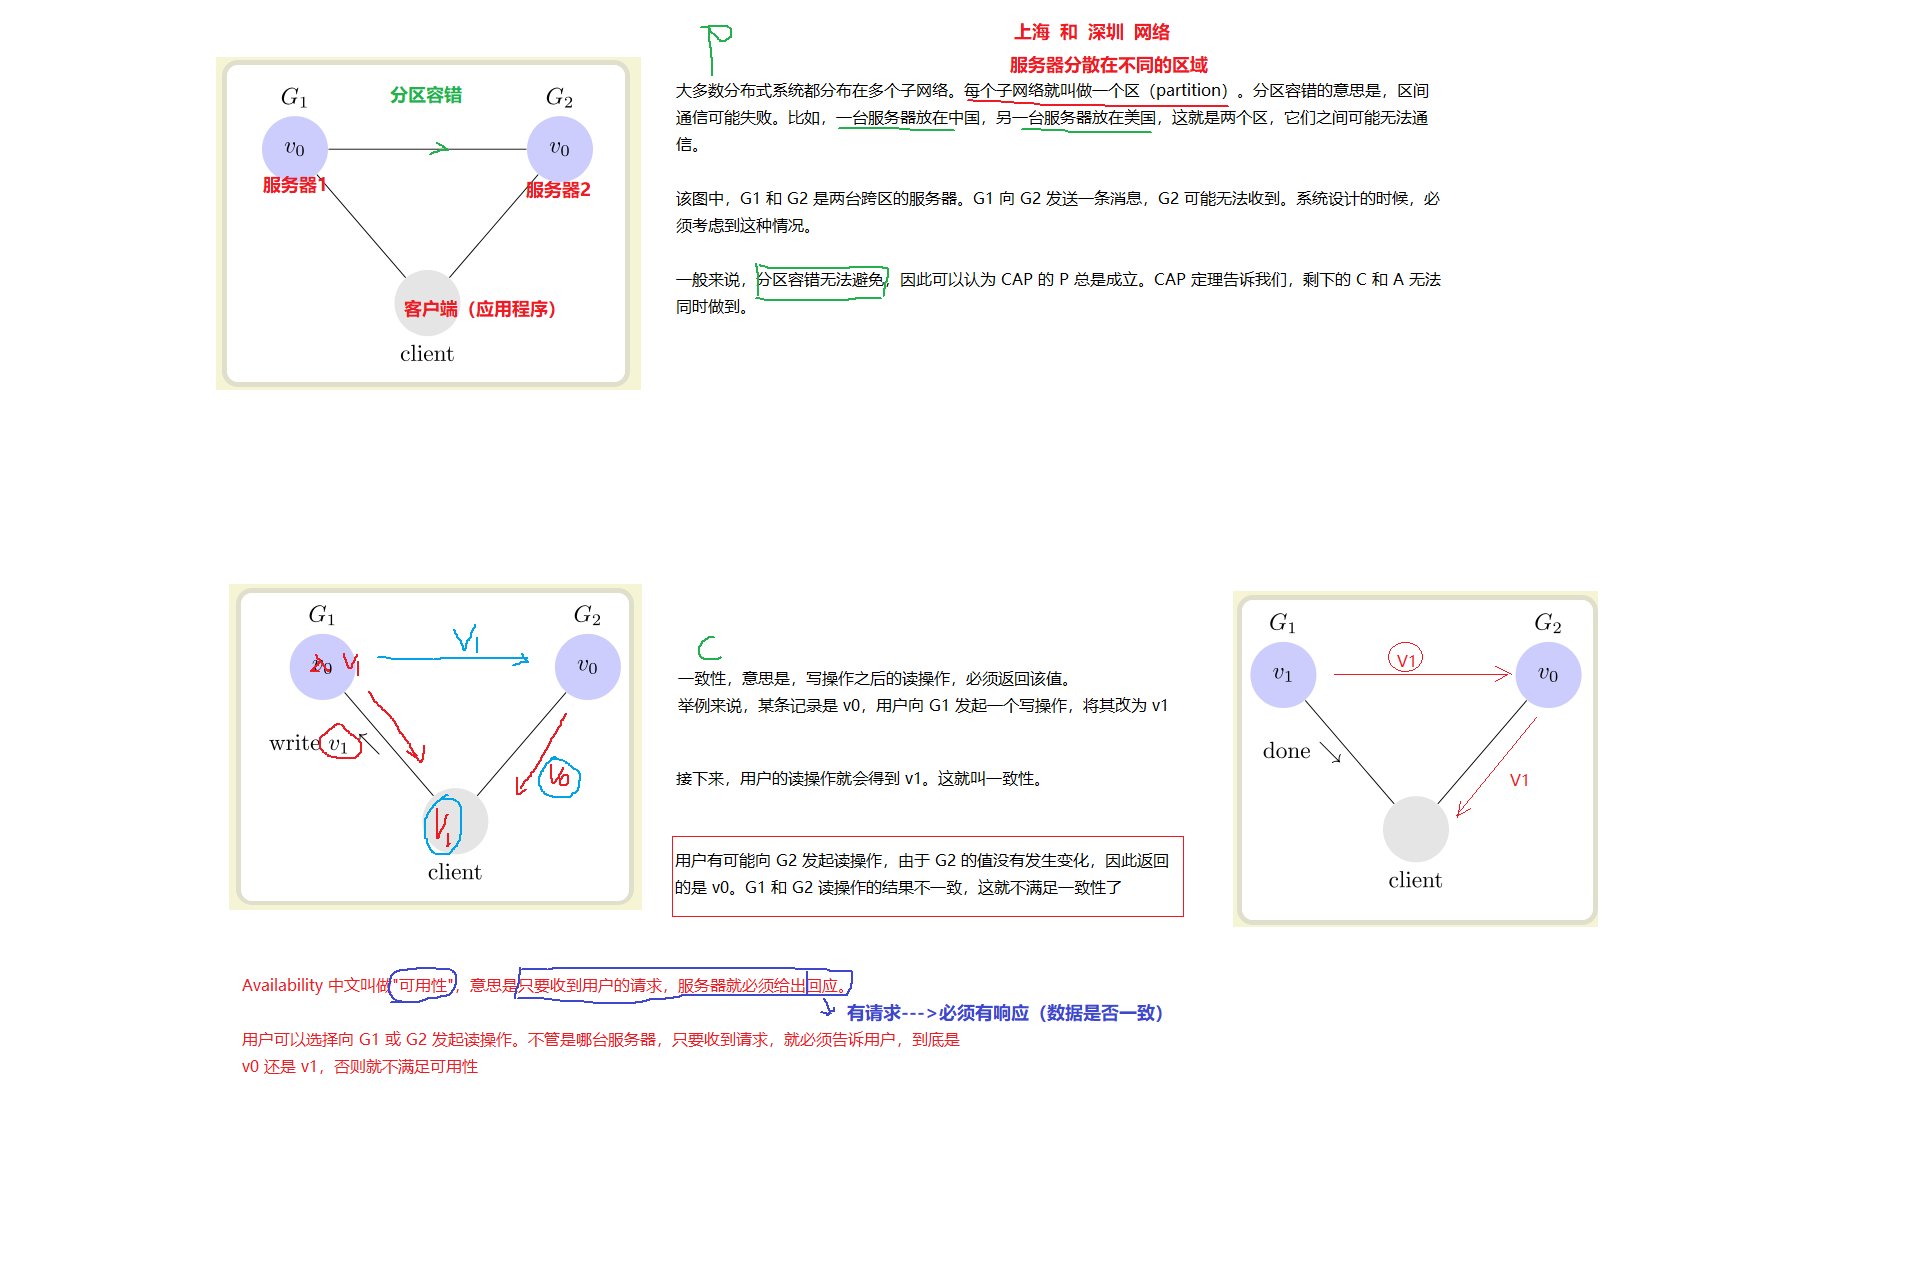 P
上海 和 深圳 网络
服务器分散在不同的区域
G1
分区容错
G2
v0
v0
服务器1
服务器2
客户端（应用程序）
client
大多数分布式系统都分布在多个子网络。每个子网络就叫做一个区（partition）。分区容错的意思是，区间
通信可能失败。比如，一台服务器放在中国，另一台服务器放在美国，这就是两个区，它们之间可能无法通
信。
该图中，G1 和 G2 是两台跨区的服务器。G1 向 G2 发送一条消息，G2 可能无法收到。系统设计的时候，必
须考虑到这种情况。
一般来说，分区容错无法避免，因此可以认为 CAP 的 P 总是成立。CAP 定理告诉我们，剩下的 C 和 A 无法
同时做到。
G1
V1
G2
v0 V1
v0
write v1
V0
V1
client
C
一致性，意思是，写操作之后的读操作，必须返回该值。
举例来说，某条记录是 v0，用户向 G1 发起一个写操作，将其改为 v1
接下来，用户的读操作就会得到 v1。这就叫一致性。
用户有可能向 G2 发起读操作，由于 G2 的值没有发生变化，因此返回
的是 v0。G1 和 G2 读操作的结果不一致，这就不满足一致性了
G1
G2
v1
V1
v0
done
V1
client
Availability 中文叫做"可用性"，意思是只要收到用户的请求，服务器就必须给出回应。
有请求--->必须有响应（数据是否一致）
用户可以选择向 G1 或 G2 发起读操作。不管是哪台服务器，只要收到请求，就必须告诉用户，到底是
v0 还是 v1，否则就不满足可用性